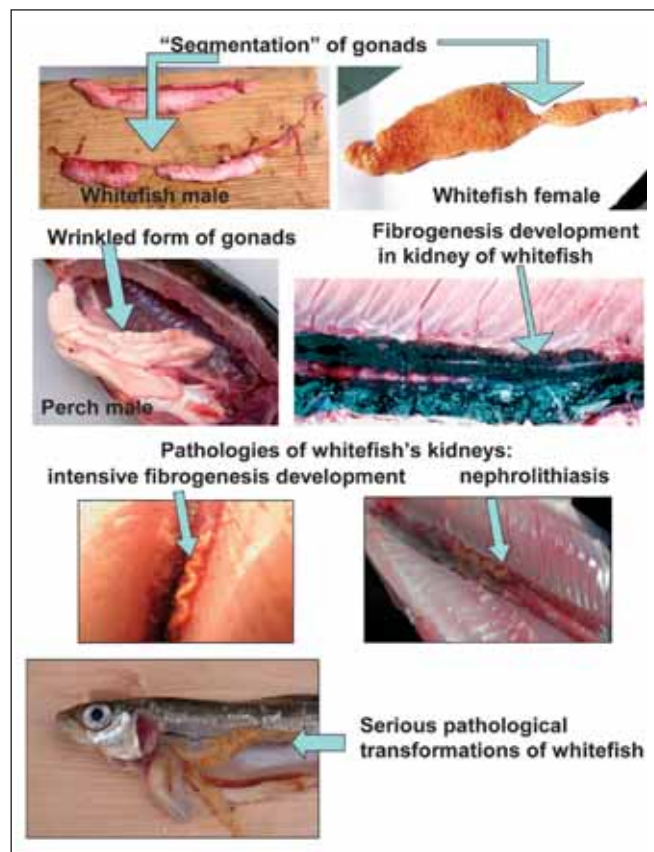 “Segmentation” of gonads
Whitefish male
Whitefish female
Wrinkled form of gonads
Perch male
Fibrogenesis development
in kidney of whitefish
Pathologies of whitefish's kidneys:
intensive fibrogenesis development
nephrolithiasis
Serious pathological
transformations of whitefish